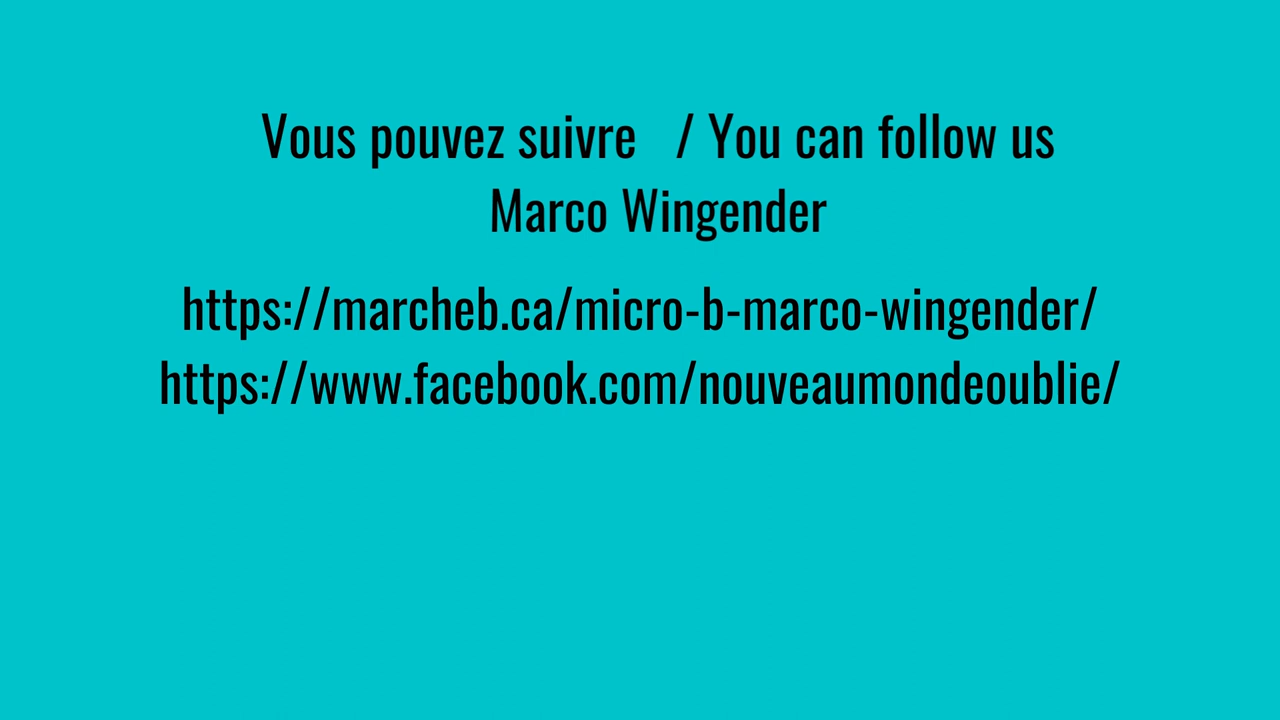 Vous pouvez suivre / You can follow us
Marco Wingender
https://marcheb.ca/micro-b-marco-wingender/
https://www.facebook.com/nouveaumondeoublie/